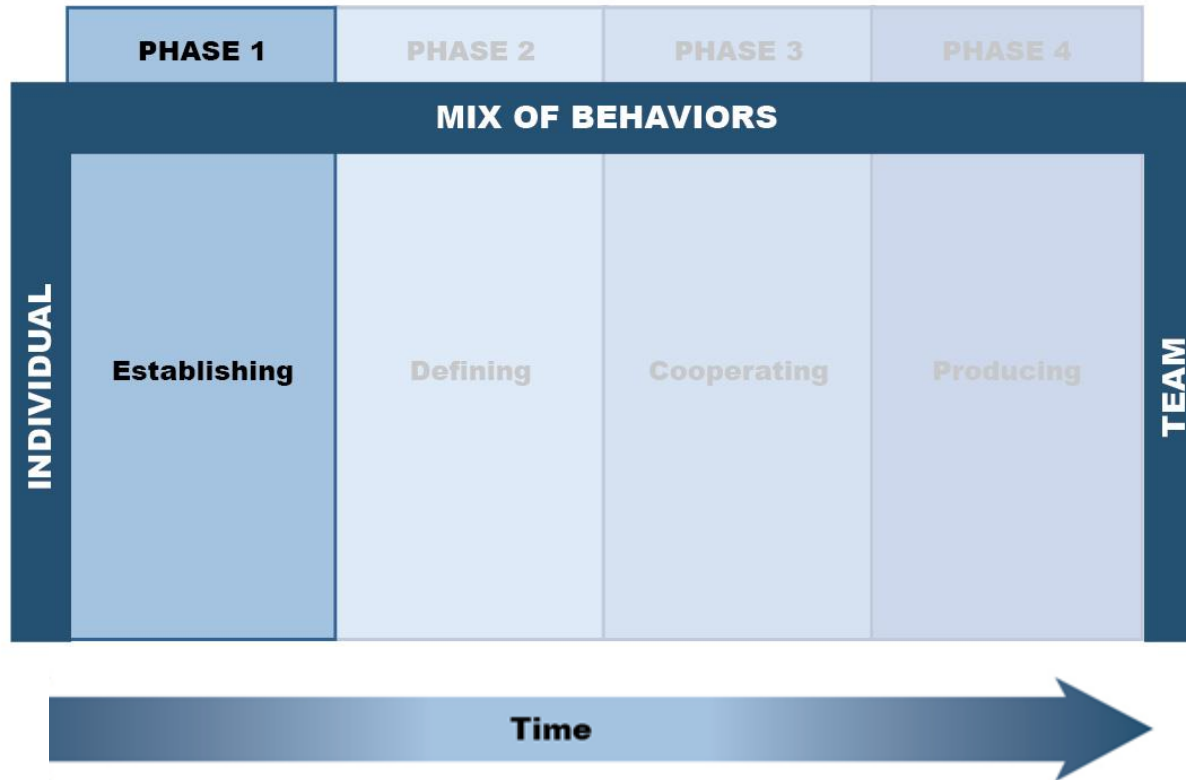 PHASE 1
PHASE 2
PHASE 3
PHASE 4
MIX OF BEHAVIORS
INDIVIDUAL
Establishing
Defining
Cooperating
Producing
TEAM
Time